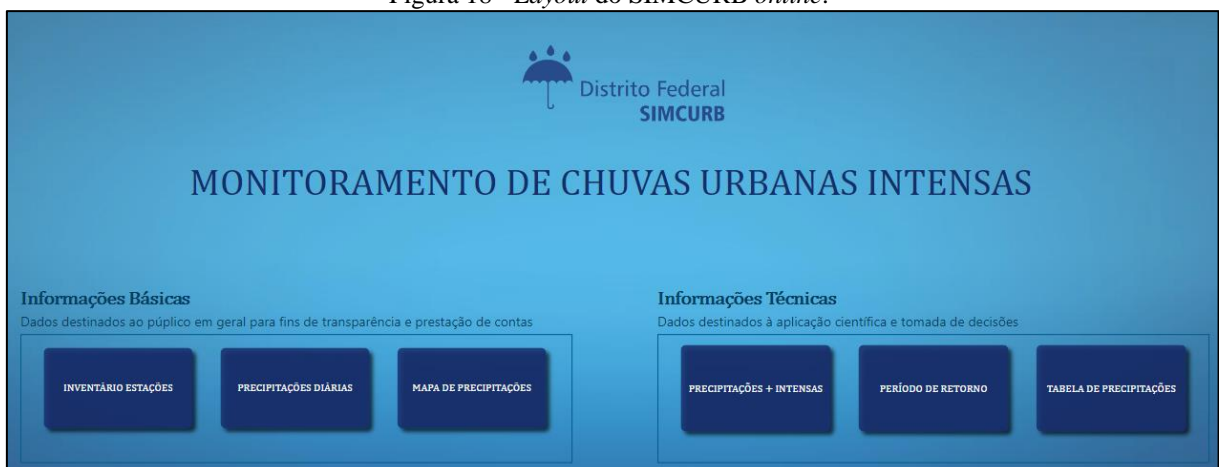 Figura 18 - Layout do SIMCURB online.
Distrito Federal
SIMCURB
MONITORAMENTO DE CHUVAS URBANAS INTENSAS
Informações Básicas
Dados destinados ao púplico em geral para fins de transparência e prestação de contas
INVENTÁRIO ESTAÇÕES
PRECIPITAÇÕES DIÁRIAS
MAPA DE PRECIPITAÇÕES
Informações Técnicas
Dados destinados à aplicação científica e tomada de decisões
PRECIPITAÇÕES + INTENSAS
PERÍODO DE RETORNO
TABELA DE PRECIPITAÇÕES